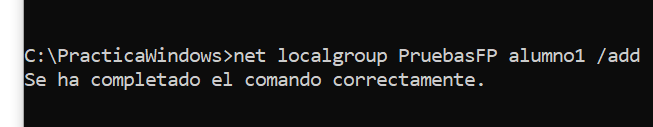 C:\PracticaWindows>net localgroup PruebasFP alumno1 /add
Se ha completado el comando correctamente.